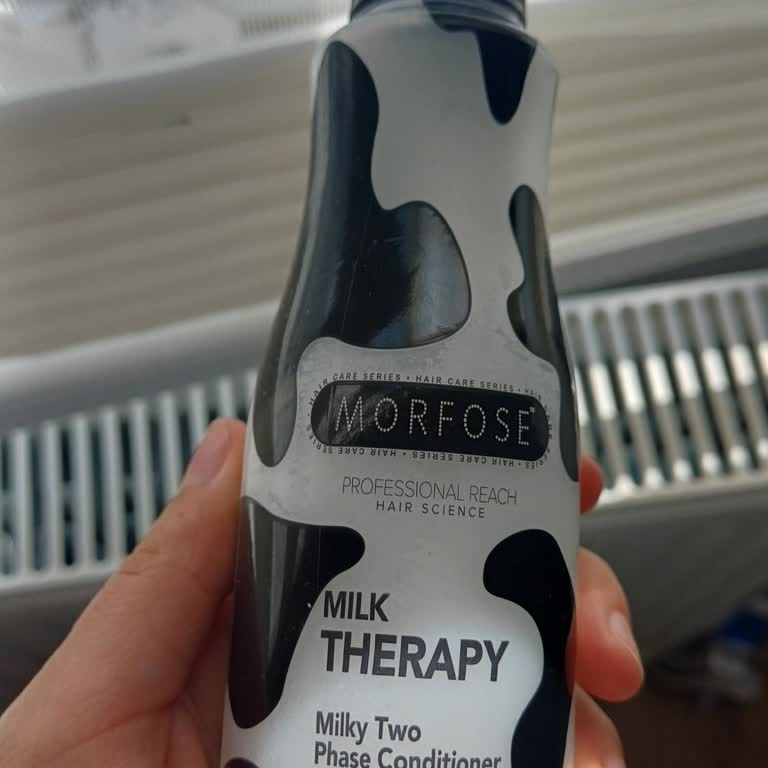 HAIR CARE SERIES • HAIR CARE SERIES • HAIR
MORFOSE
HAIR CARE SERIES • HAIR CARE SERIES
PROFESSIONAL REACH
HAIR SCIENCE
MILK
THERAPY
Milky Two
Phase Conditioner